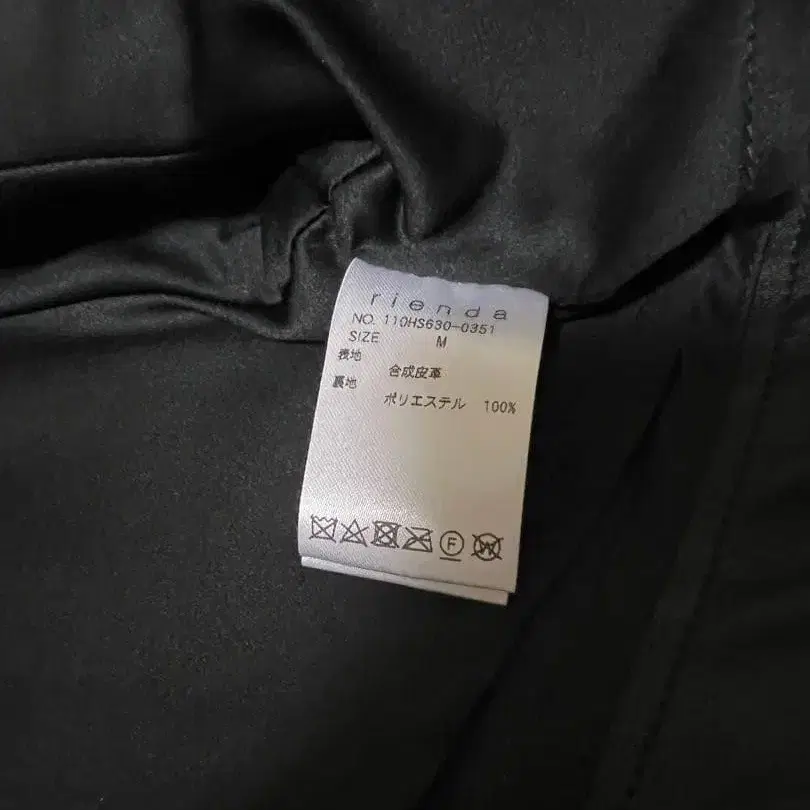 rienda
NO. 110HS630-0351
SIZE M
表地 合成皮革
裏地 ポリエステル 100%
F W